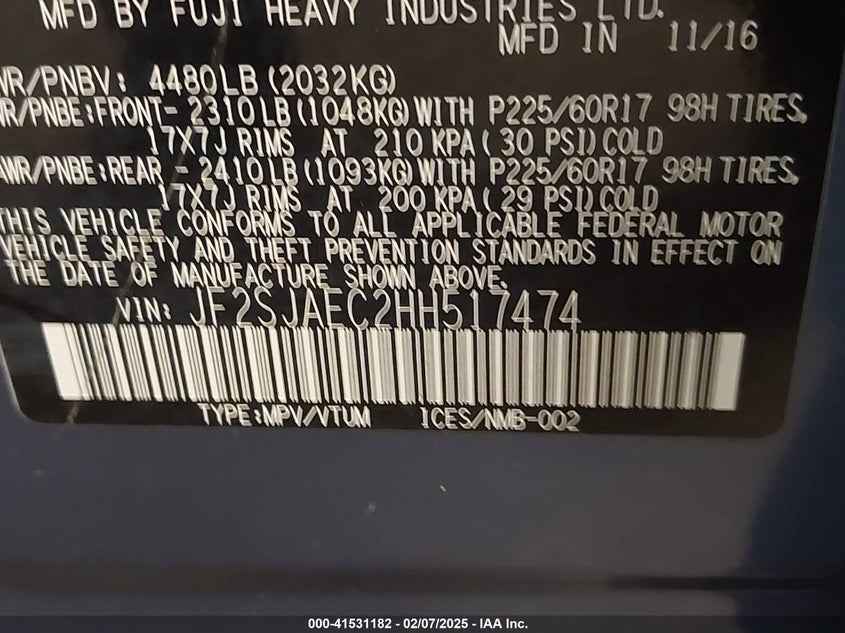 MFD BY FUJI HEAVY INDUSTRIES LTD.
MFD IN 11/16
WR/PNBV: 4480LB (2032KG)
WR/PNBE:FRONT- 2310LB (1048KG) WITH P225/60R17 98H TIRES,
17X7J RIMS AT 210 KPA ( 30 PSI) COLD
AWR/PNBE:REAR - 2410LB (1093KG) WITH P225/60R17 98H TIRES,
17X7J RIMS AT 200 KPA ( 29 PSI) COLD
THIS VEHICLE CONFORMS TO ALL APPLICABLE FEDERAL MOTOR
VEHICLE SAFETY AND THEFT PREVENTION STANDARDS IN EFFECT ON
THE DATE OF MANUFACTURE SHOWN ABOVE.
VIN: JF2SJAEC2HH517474
TYPE:MPV/VTUM ICES/NMB-002
000-41531182 — 02/07/2025 — IAA Inc.